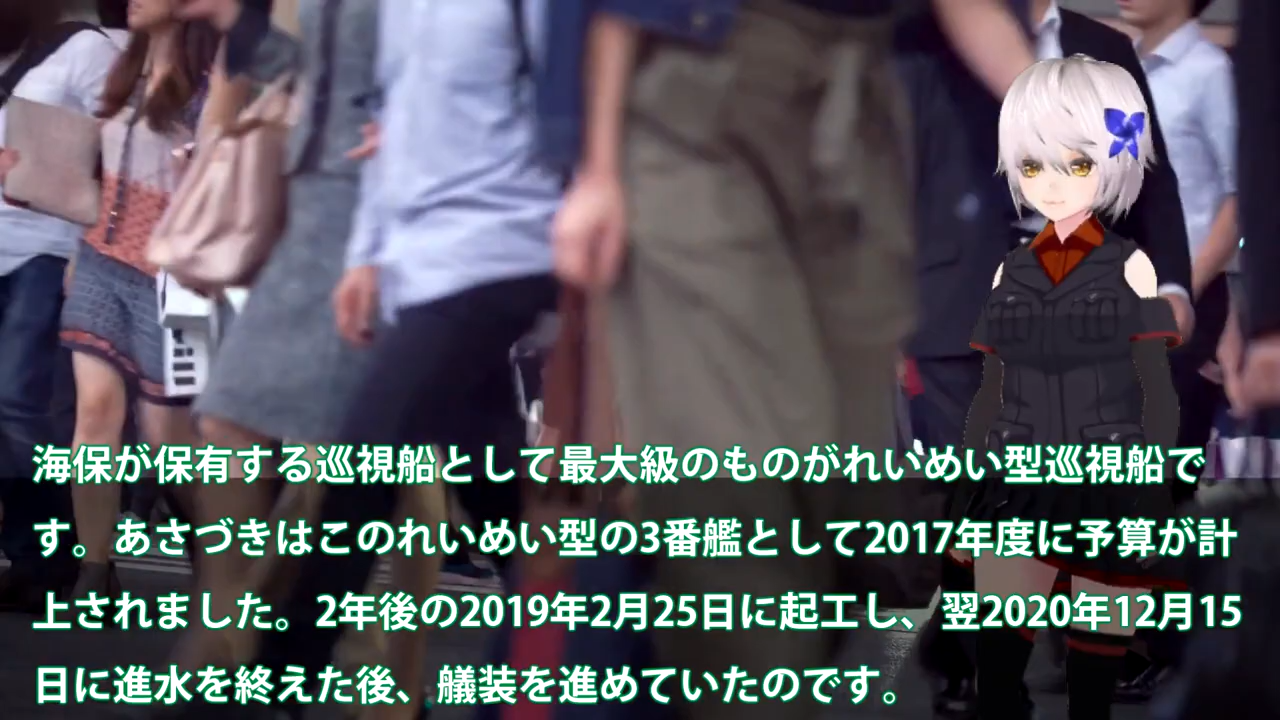 海保が保有する巡視船として最大級のものがれいめい型巡視船で
す。あさづきはこのれいめい型の3番艦として2017年度に予算が計
上されました。2年後の2019年2月25日に起工し、翌2020年12月15
日に進水を終えた後、艤装を進めていたのです。